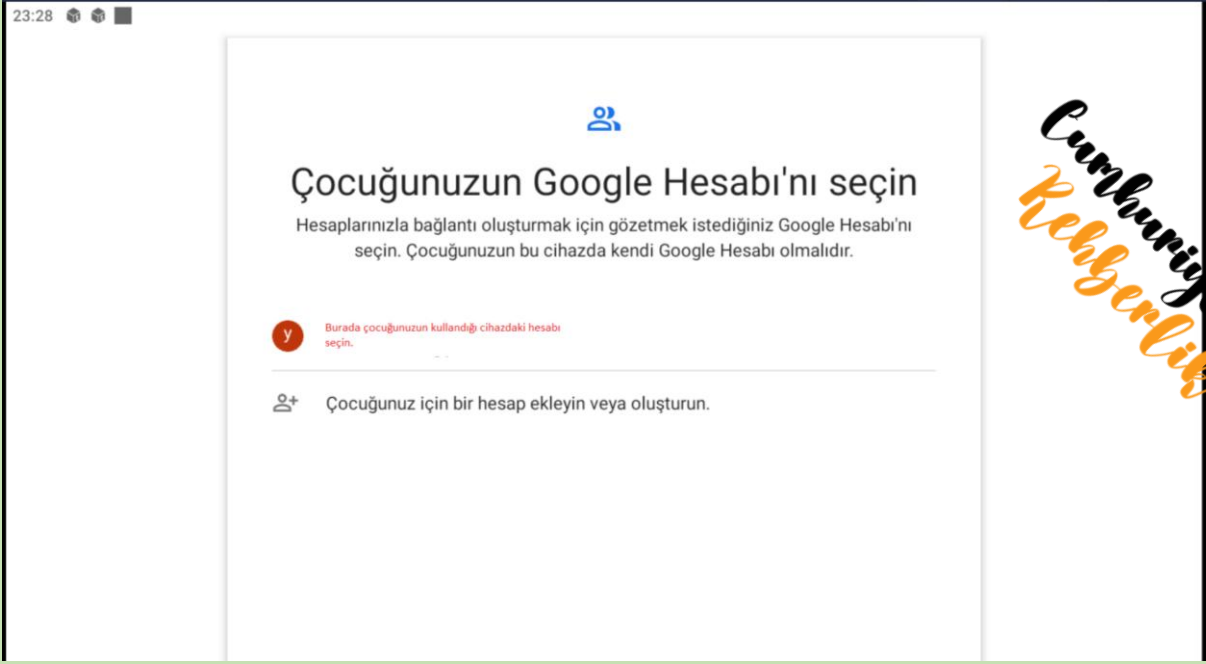 23:28
Çocuğunuzun Google Hesabı'nı seçin
Hesaplarınızla bağlantı oluşturmak için gözetmek istediğiniz Google Hesabı'nı
seçin. Çocuğunuzun bu cihazda kendi Google Hesabı olmalıdır.
y
Burada çocuğunuzun kullandığı cihazdaki hesabı
seçin.
Çocuğunuz için bir hesap ekleyin veya oluşturun.
Rehberlik